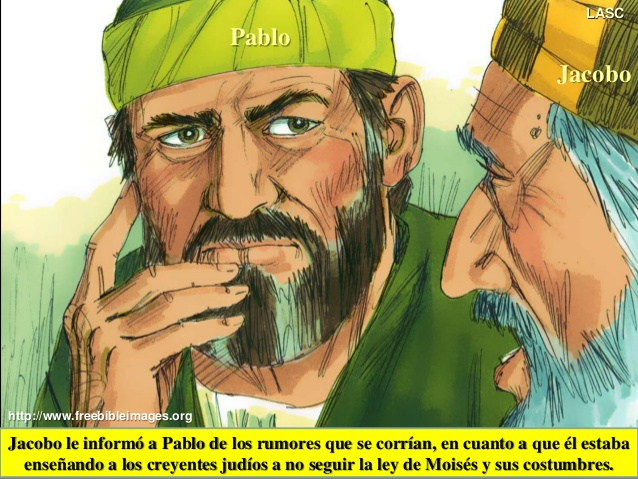 LASC
Pablo
Jacobo
http://www.freebibleimages.org
Jacobo le informó a Pablo de los rumores que se corrían, en cuanto a que él estaba
enseñando a los creyentes judíos a no seguir la ley de Moisés y sus costumbres.